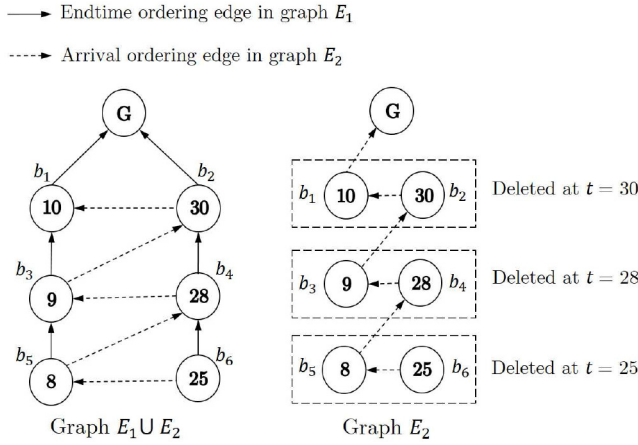 Endtime ordering edge in graph E₁
Arrival ordering edge in graph E₂
G
b₁
b₂
10
30
b₃
b₄
9
28
b₅
b₆
8
25
Graph E₁∪ E₂
G
b₁ 10 30 b₂ Deleted at t = 30
b₃ 9 28 b₄ Deleted at t = 28
b₅ 8 25 b₆ Deleted at t = 25
Graph E₂